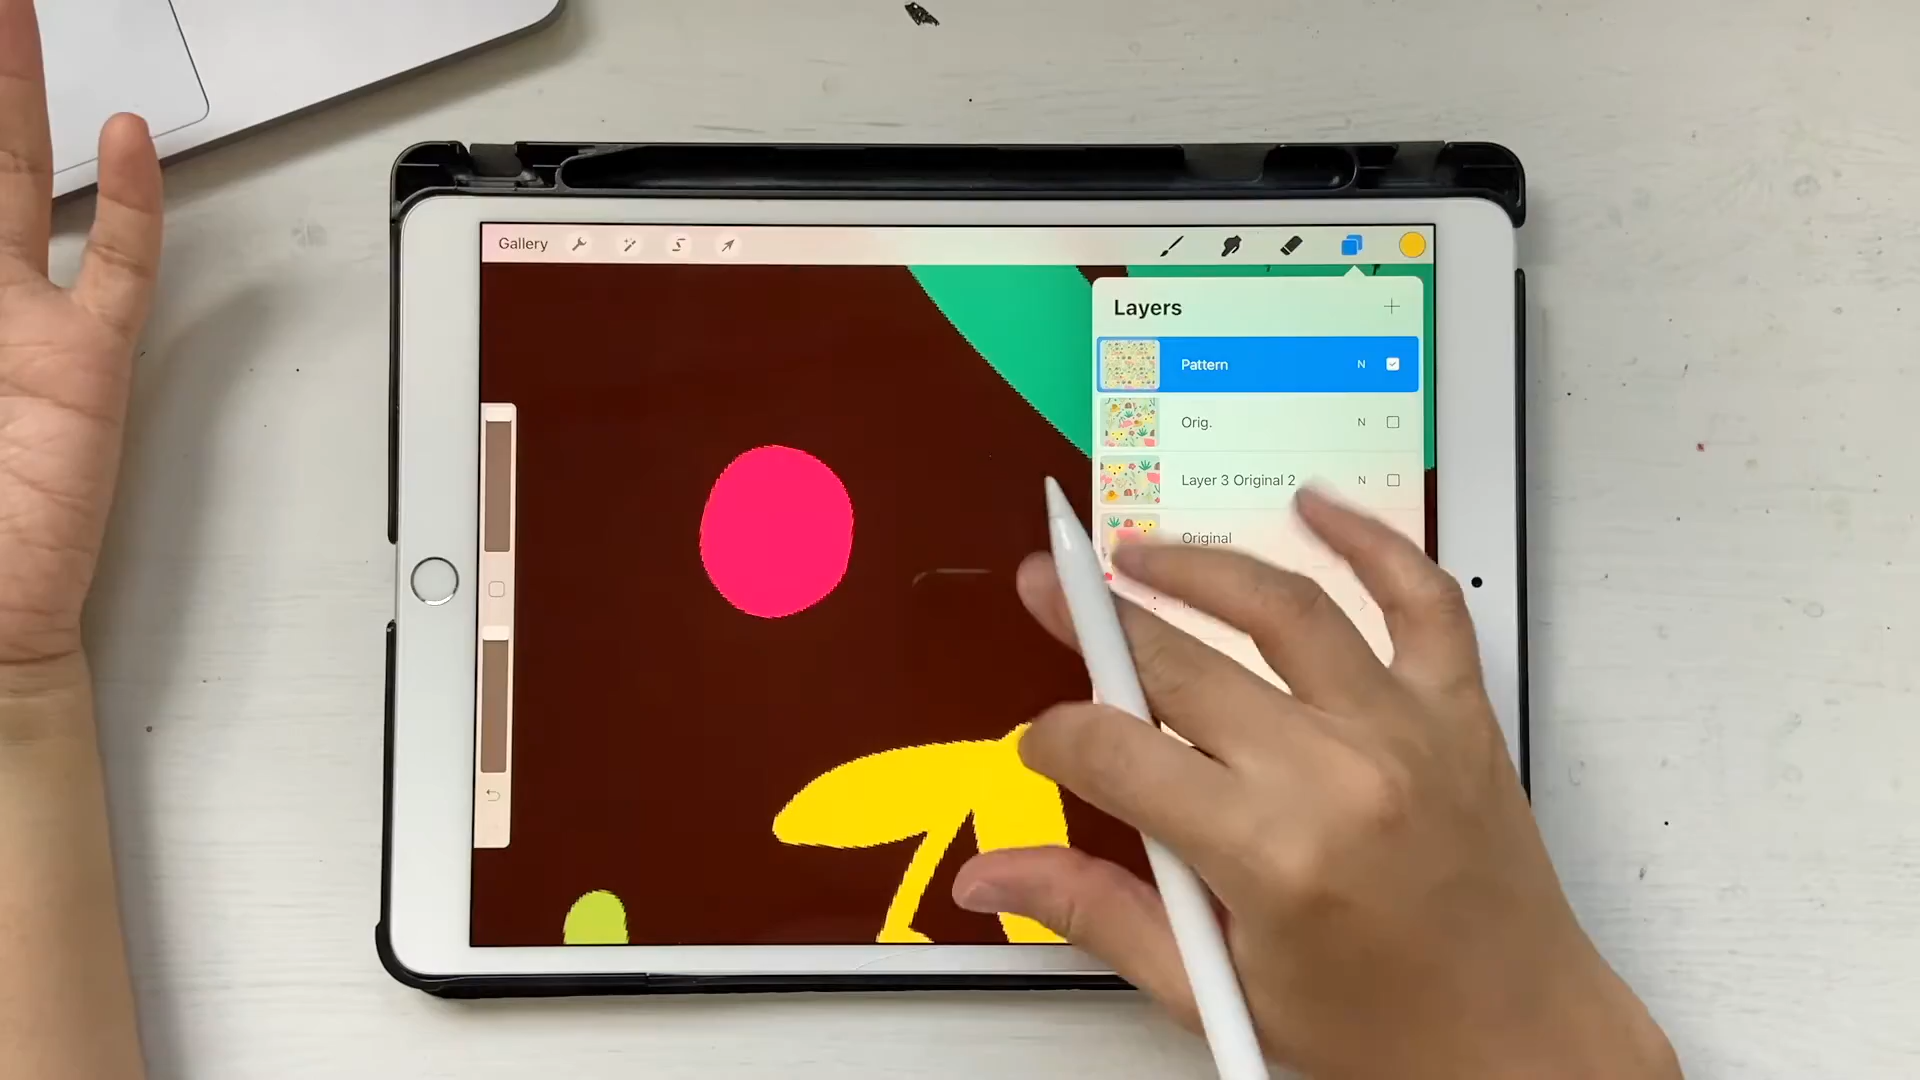 Gallery
Layers
Pattern N
Orig. N
Layer 3 Original 2 N
Original